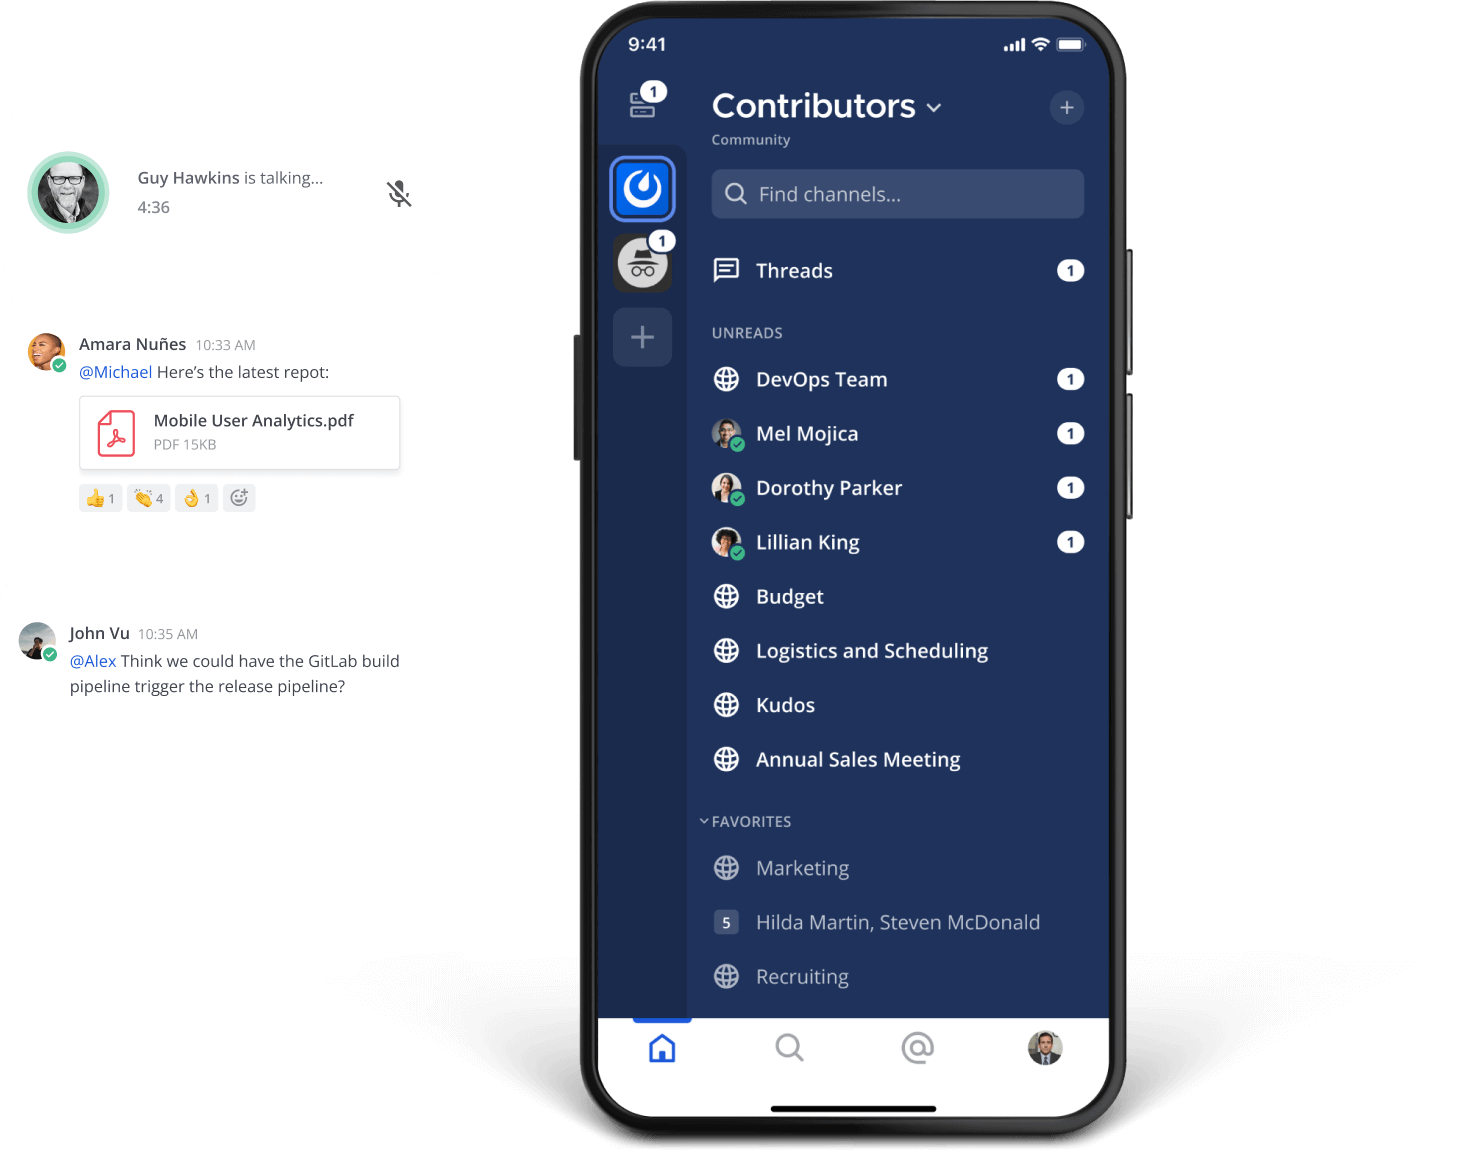 Guy Hawkins is talking...
4:36
Amara Nuñes 10:33 AM
@Michael Here’s the latest repot:
Mobile User Analytics.pdf
PDF 15KB
1 4 1
John Vu 10:35 AM
@Alex Think we could have the GitLab build
pipeline trigger the release pipeline?
9:41
1
Contributors
Community
Find channels...
1
Threads 1
UNREADS
DevOps Team 1
Mel Mojica 1
Dorothy Parker 1
Lillian King 1
Budget
Logistics and Scheduling
Kudos
Annual Sales Meeting
FAVORITES
Marketing
5 Hilda Martin, Steven McDonald
Recruiting